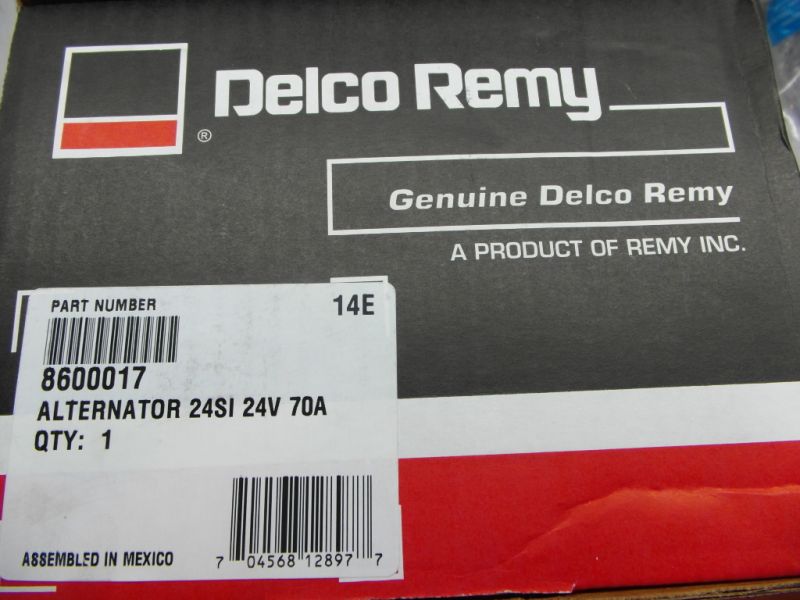 Delco Remy
®
Genuine Delco Remy
A PRODUCT OF REMY INC.
PART NUMBER 14E
8600017
ALTERNATOR 24SI 24V 70A
QTY: 1
ASSEMBLED IN MEXICO 7 04568 12897 7